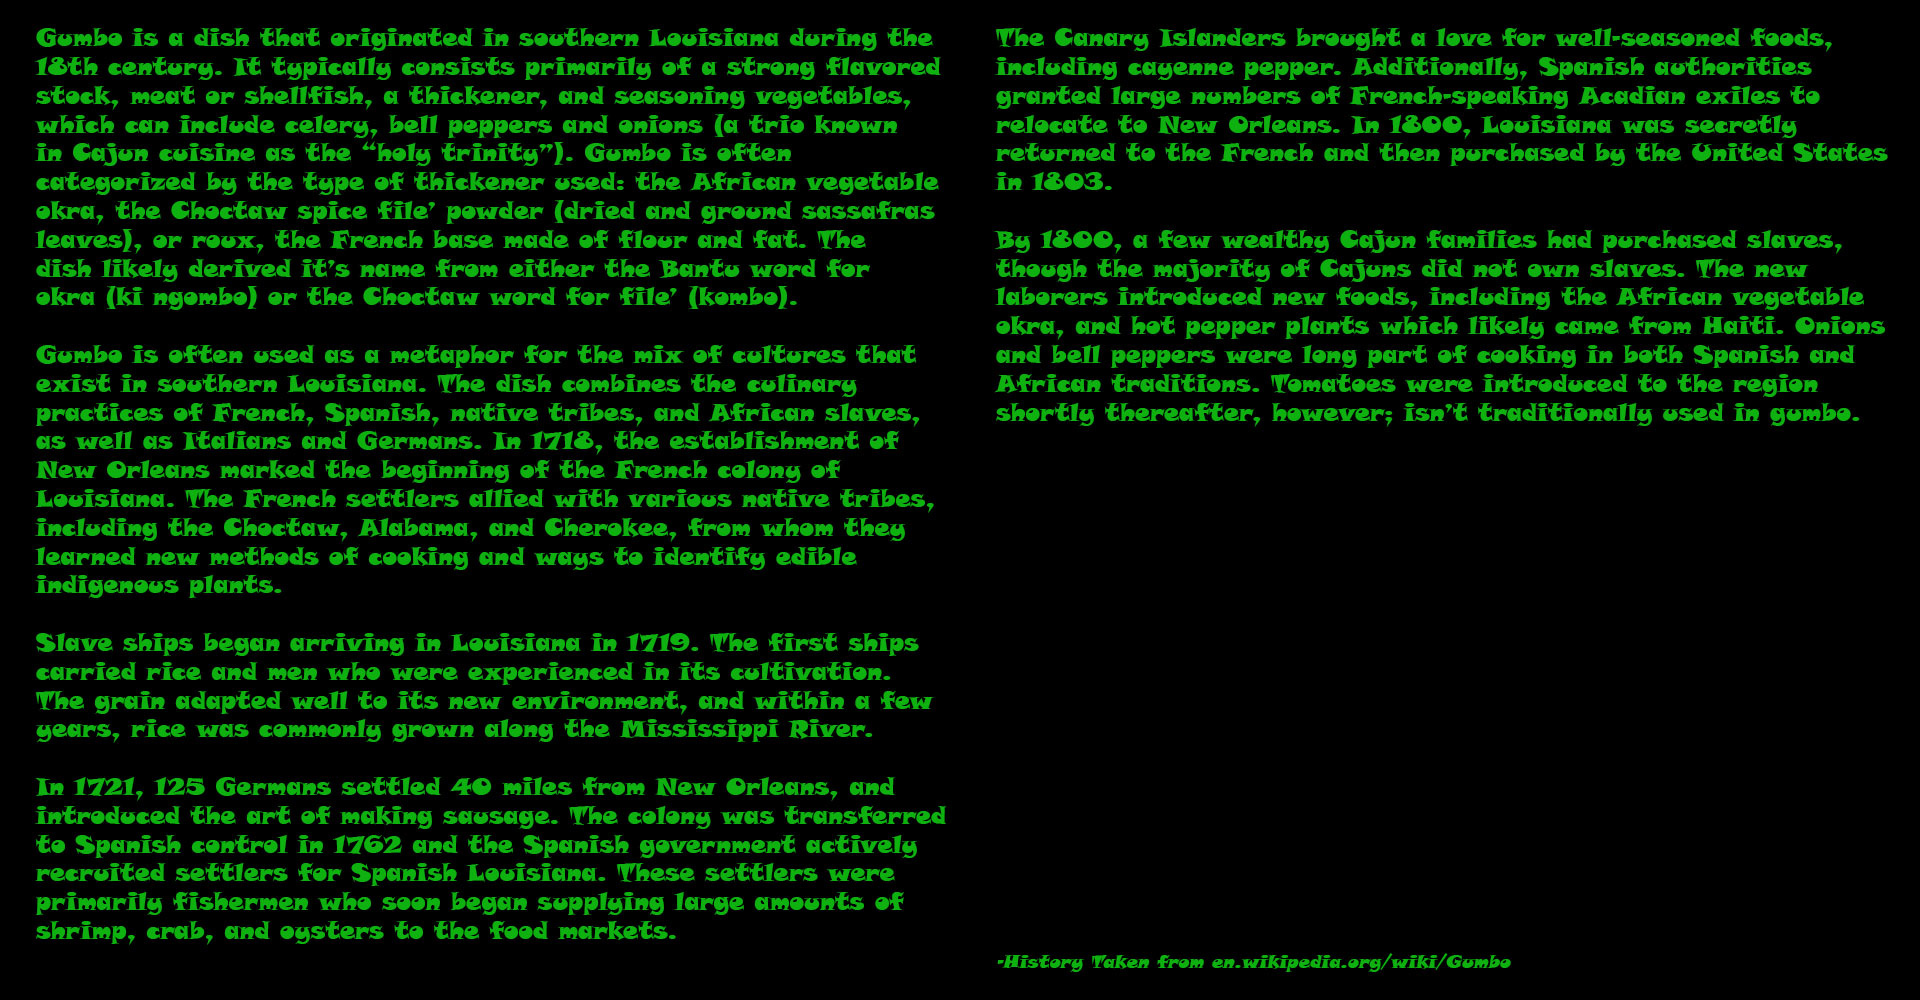 Gumbo is a dish that originated in southern Louisiana during the
18th century. It typically consists primarily of a strong flavored
stock, meat or shellfish, a thickener, and seasoning vegetables,
which can include celery, bell peppers and onions (a trio known
in Cajun cuisine as the “holy trinity”). Gumbo is often
categorized by the type of thickener used: the African vegetable
okra, the Choctaw spice file’ powder (dried and ground sassafras
leaves), or roux, the French base made of flour and fat. The
dish likely derived it’s name from either the Bantu word for
okra (ki ngombo) or the Choctaw word for file’ (kombo).

Gumbo is often used as a metaphor for the mix of cultures that
exist in southern Louisiana. The dish combines the culinary
practices of French, Spanish, native tribes, and African slaves,
as well as Italians and Germans. In 1718, the establishment of
New Orleans marked the beginning of the French colony of
Louisiana. The French settlers allied with various native tribes,
including the Choctaw, Alabama, and Cherokee, from whom they
learned new methods of cooking and ways to identify edible
indigenous plants.

Slave ships began arriving in Louisiana in 1719. The first ships
carried rice and men who were experienced in its cultivation.
The grain adapted well to its new environment, and within a few
years, rice was commonly grown along the Mississippi River.

In 1721, 125 Germans settled 40 miles from New Orleans, and
introduced the art of making sausage. The colony was transferred
to Spanish control in 1762 and the Spanish government actively
recruited settlers for Spanish Louisiana. These settlers were
primarily fishermen who soon began supplying large amounts of
shrimp, crab, and oysters to the food markets.

The Canary Islanders brought a love for well-seasoned foods,
including cayenne pepper. Additionally, Spanish authorities
granted large numbers of French-speaking Acadian exiles to
relocate to New Orleans. In 1800, Louisiana was secretly
returned to the French and then purchased by the United States
in 1803.

By 1800, a few wealthy Cajun families had purchased slaves,
though the majority of Cajuns did not own slaves. The new
laborers introduced new foods, including the African vegetable
okra, and hot pepper plants which likely came from Haiti. Onions
and bell peppers were long part of cooking in both Spanish and
African traditions. Tomatoes were introduced to the region
shortly thereafter, however; isn’t traditionally used in gumbo.

-History Taken from en.wikipedia.org/wiki/Gumbo